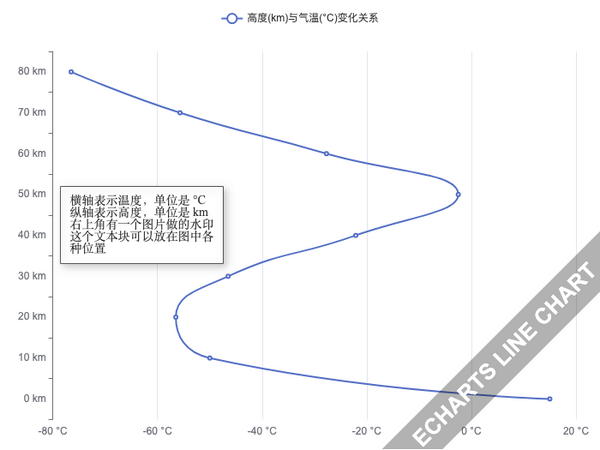 高度(km)与气温(°C)变化关系
80 km
70 km
60 km
50 km
40 km
30 km
20 km
10 km
0 km
横轴表示温度，单位是 °C
纵轴表示高度，单位是 km
右上角有一个图片做的水印
这个文本块可以放在图中各
种位置
ECHARTS LINE CHART
-80 °C
-60 °C
-40 °C
-20 °C
0 °C
20 °C